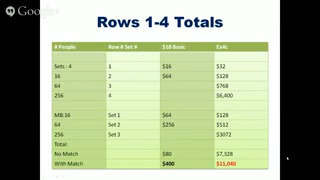 Google+
Rows 1-4 Totals
# People Row # Set # $18 Basic Ex4c
Sets : 4 1 $16 $32
16 2 $64 $128
64 3 $768
256 4 $6,400
MB:16 Set 1 $64 $128
64 Set 2 $256 $512
256 Set 3 $3072
Total:
No Match $80 $7,328
With Match $400 $11,040